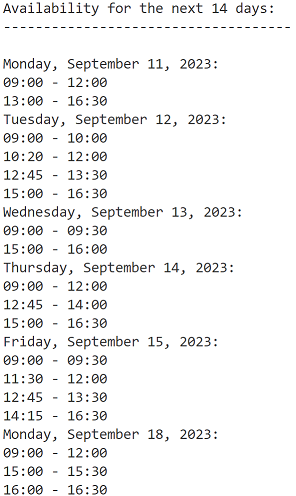 Availability for the next 14 days:
-----------------------------------
Monday, September 11, 2023:
09:00 - 12:00
13:00 - 16:30
Tuesday, September 12, 2023:
09:00 - 10:00
10:20 - 12:00
12:45 - 13:30
15:00 - 16:30
Wednesday, September 13, 2023:
09:00 - 09:30
15:00 - 16:00
Thursday, September 14, 2023:
09:00 - 12:00
12:45 - 14:00
15:00 - 16:30
Friday, September 15, 2023:
09:00 - 09:30
11:30 - 12:00
12:45 - 13:30
14:15 - 16:30
Monday, September 18, 2023:
09:00 - 12:00
15:00 - 15:30
16:00 - 16:30